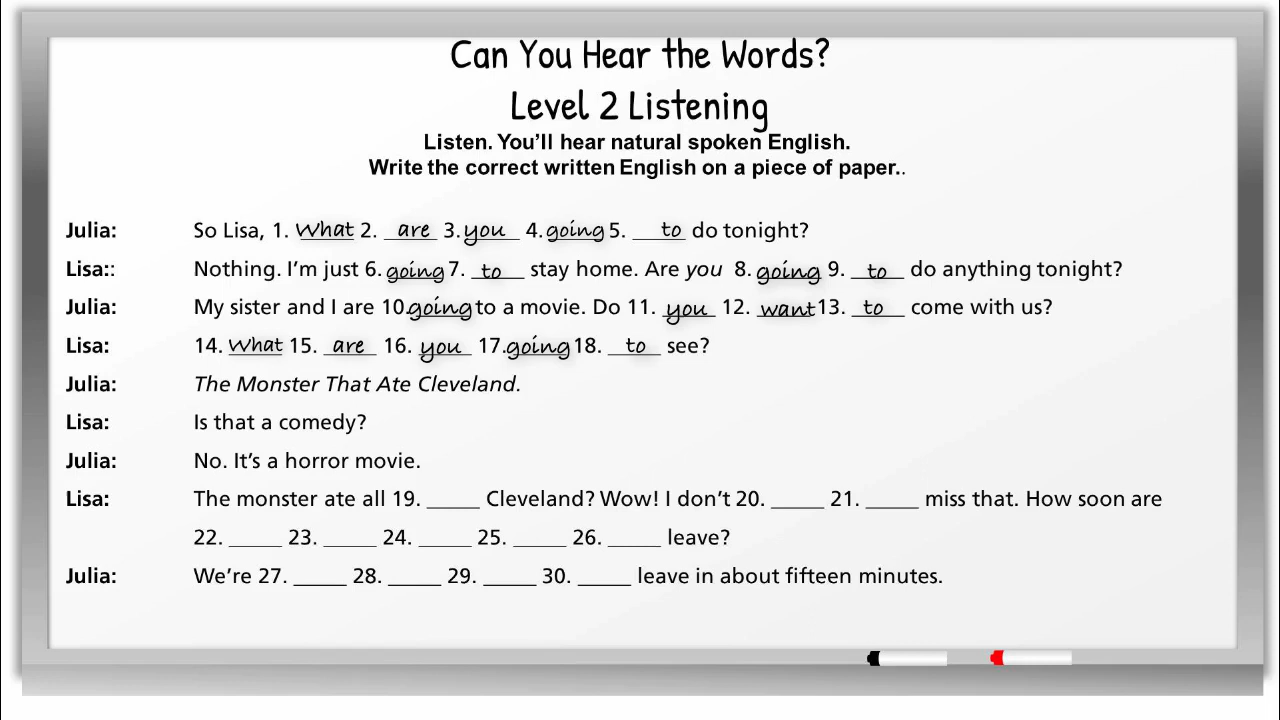 Can You Hear the Words?
Level 2 Listening
Listen. You’ll hear natural spoken English.
Write the correct written English on a piece of paper..
Julia: So Lisa, 1. What 2. are 3. you 4. going 5. to do tonight?
Lisa:: Nothing. I’m just 6. going 7. to stay home. Are you 8. going 9. to do anything tonight?
Julia: My sister and I are 10. going to a movie. Do 11. you 12. want 13. to come with us?
Lisa: 14. What 15. are 16. you 17. going 18. to see?
Julia: The Monster That Ate Cleveland.
Lisa: Is that a comedy?
Julia: No. It’s a horror movie.
Lisa: The monster ate all 19. _____ Cleveland? Wow! I don’t 20. _____ 21. _____ miss that. How soon are
22. _____ 23. _____ 24. _____ 25. _____ 26. _____ leave?
Julia: We’re 27. _____ 28. _____ 29. _____ 30. _____ leave in about fifteen minutes.